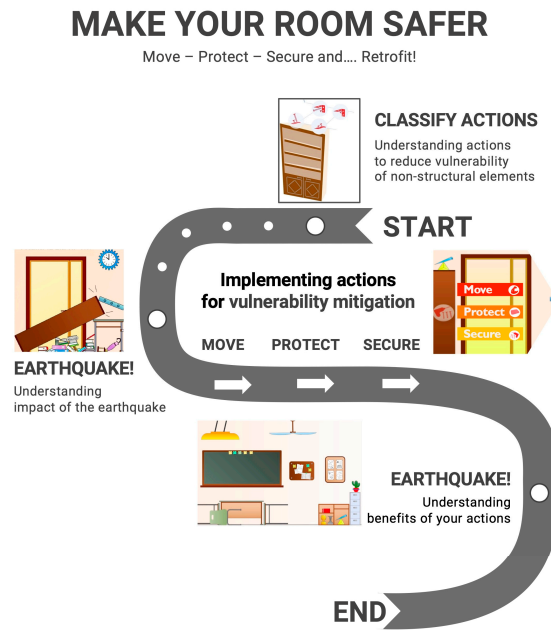 MAKE YOUR ROOM SAFER
Move – Protect – Secure and.... Retrofit!
CLASSIFY ACTIONS
Understanding actions
to reduce vulnerability
of non-structural elements
START
Implementing actions
for vulnerability mitigation
Move
Protect
Secure
MOVE PROTECT SECURE
EARTHQUAKE!
Understanding
impact of the earthquake
EARTHQUAKE!
Understanding
benefits of your actions
END